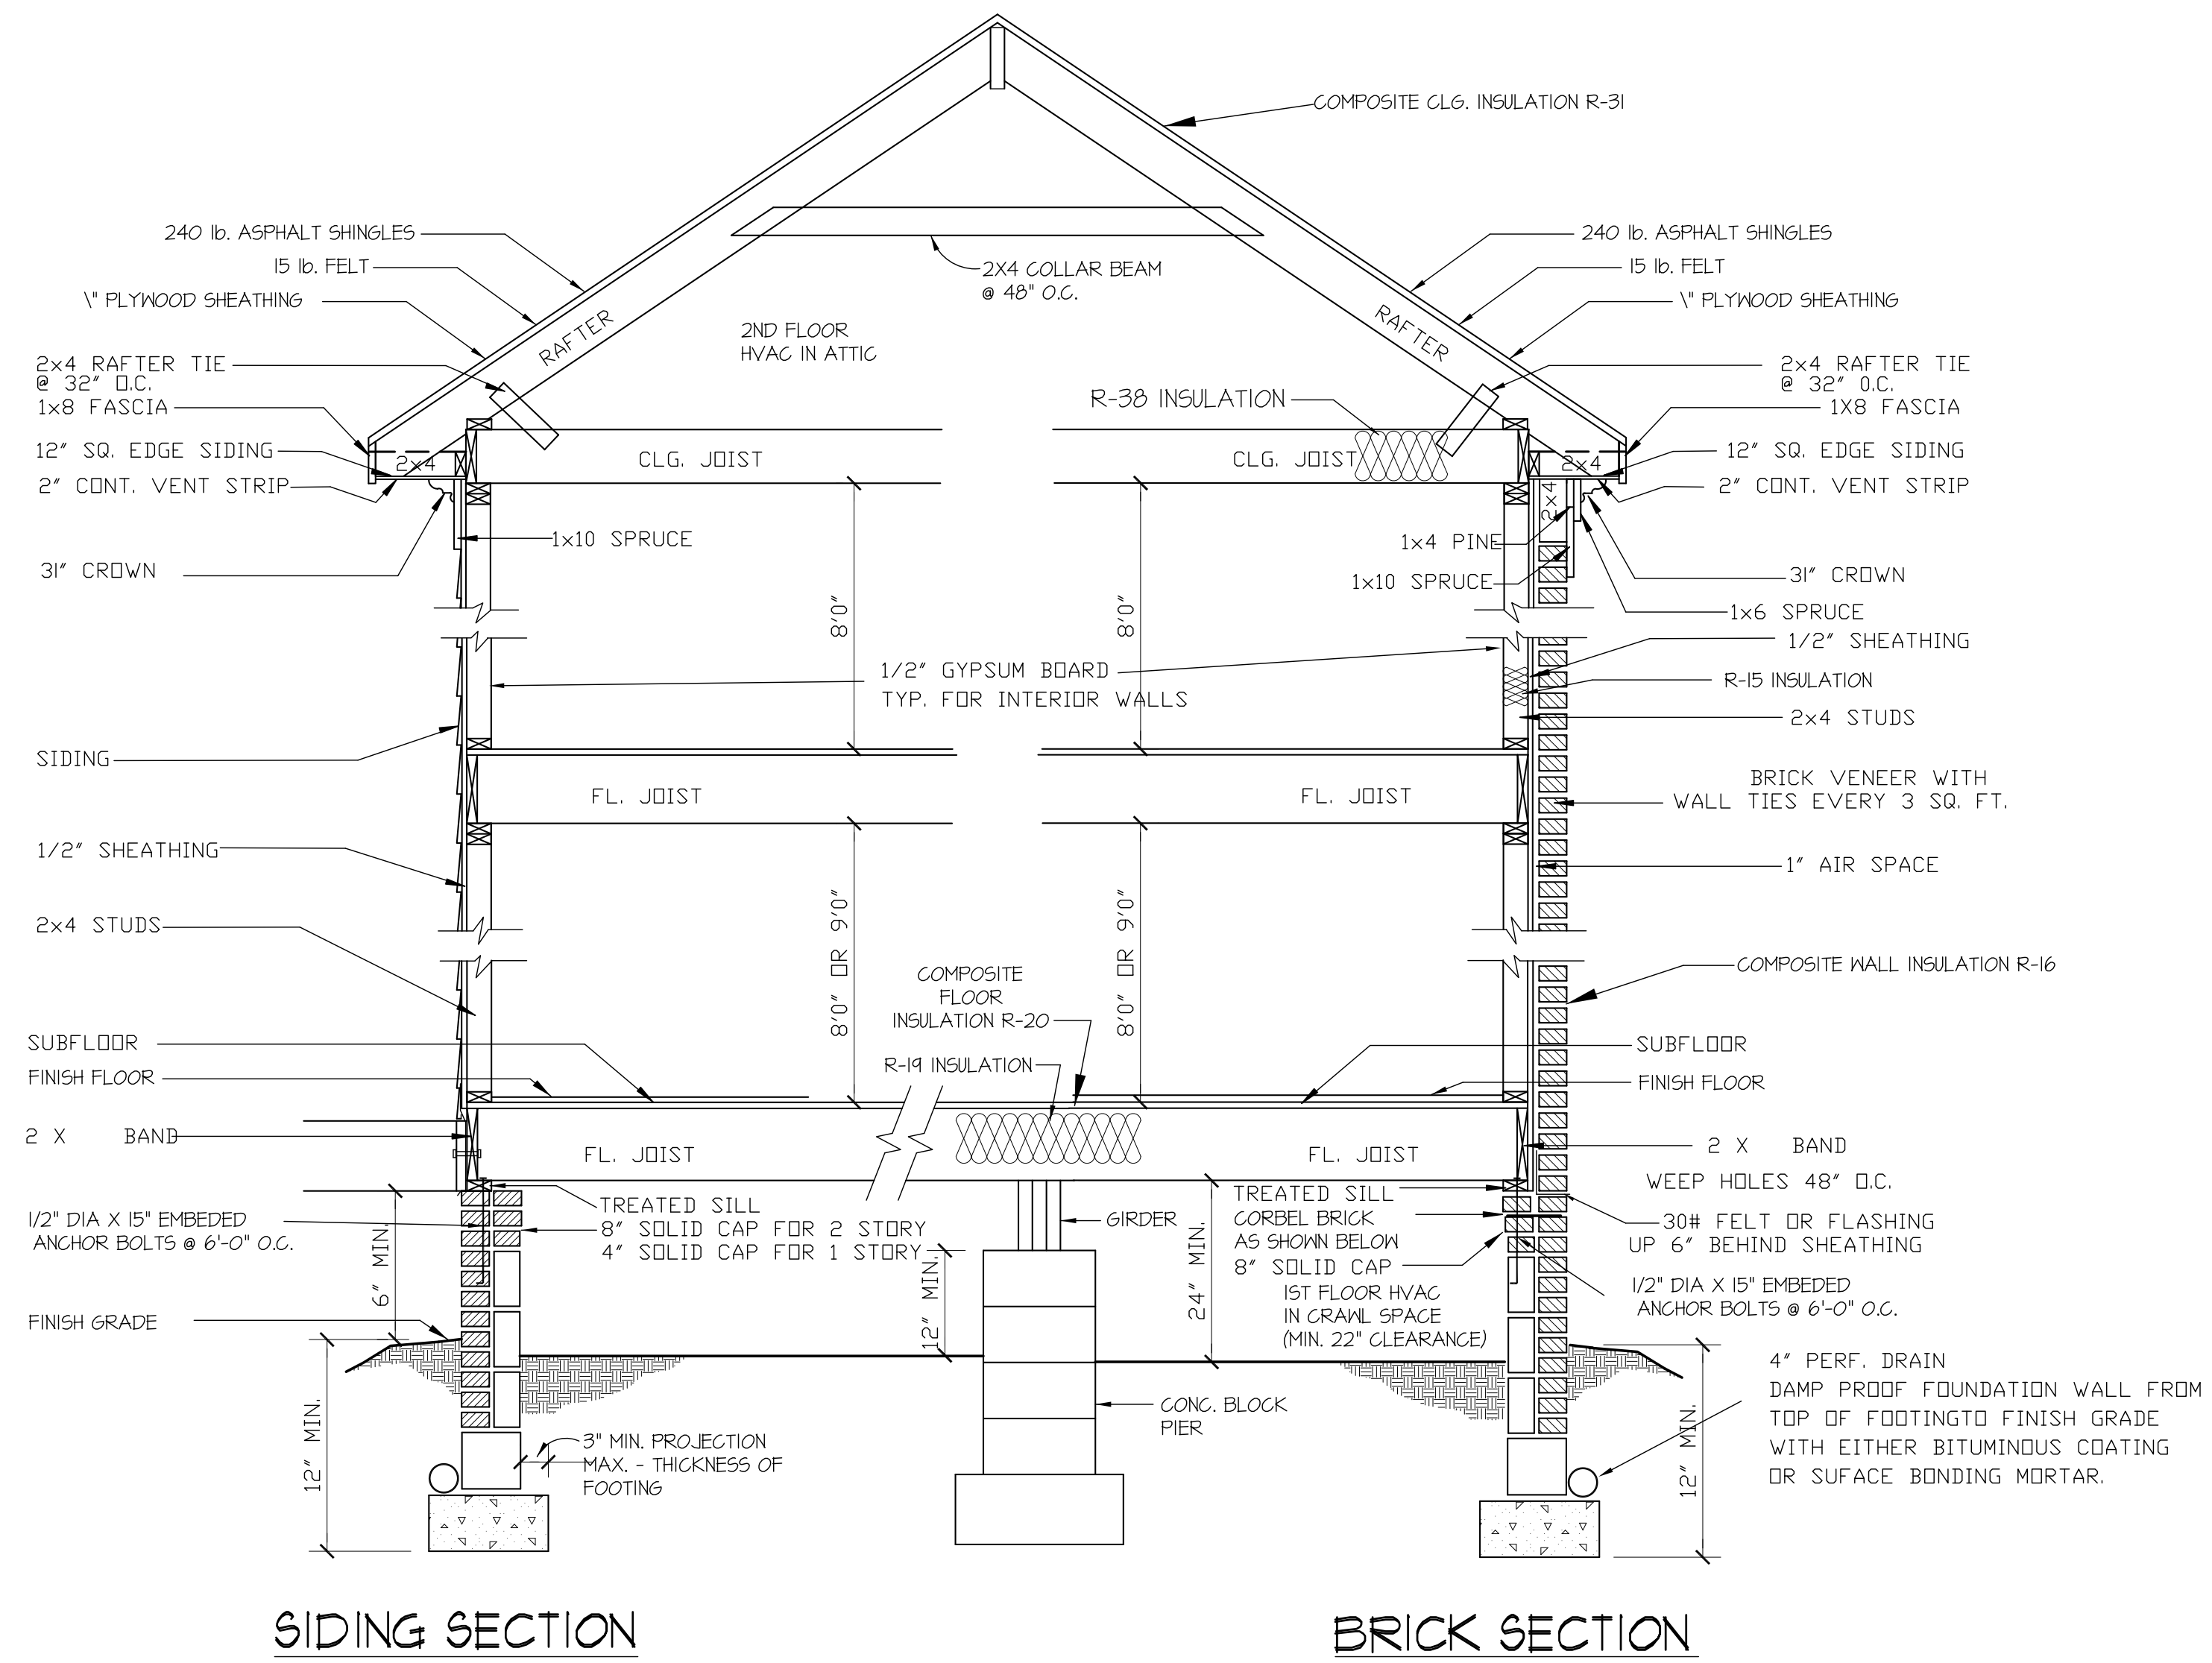 COMPOSITE CLG. INSULATION R-31
240 lb. ASPHALT SHINGLES
15 lb. FELT
\" PLYWOOD SHEATHING
2x4 RAFTER TIE
@ 32" O.C.
1x8 FASCIA
12" SQ. EDGE SIDING
2" CONT. VENT STRIP
31" CROWN
SIDING
1/2" SHEATHING
2x4 STUDS
SUBFLOOR
FINISH FLOOR
2 X BAND
1/2" DIA X 15" EMBEDED
ANCHOR BOLTS @ 6'-0" O.C.
FINISH GRADE
RAFTER
2X4 COLLAR BEAM
@ 48" O.C.
2ND FLOOR
HVAC IN ATTIC
RAFTER
R-38 INSULATION
2x4
CLG. JOIST
CLG. JOIST
2x4
2x4
1x10 SPRUCE
1x4 PINE
1x10 SPRUCE
8'0"
8'0"
1/2" GYPSUM BOARD
TYP. FOR INTERIOR WALLS
FL. JOIST
FL. JOIST
8'0" OR 9'0"
8'0" OR 9'0"
COMPOSITE
FLOOR
INSULATION R-20
R-19 INSULATION
FL. JOIST
FL. JOIST
TREATED SILL
8" SOLID CAP FOR 2 STORY
4" SOLID CAP FOR 1 STORY
6" MIN.
12" MIN.
12" MIN.
24" MIN.
GIRDER
TREATED SILL
CORBEL BRICK
AS SHOWN BELOW
8" SOLID CAP
1ST FLOOR HVAC
IN CRAWL SPACE
(MIN. 22" CLEARANCE)
CONC. BLOCK
PIER
3" MIN. PROJECTION
MAX. - THICKNESS OF
FOOTING
240 lb. ASPHALT SHINGLES
15 lb. FELT
\" PLYWOOD SHEATHING
2x4 RAFTER TIE
@ 32" O.C.
1X8 FASCIA
12" SQ. EDGE SIDING
2" CONT. VENT STRIP
31" CROWN
1x6 SPRUCE
1/2" SHEATHING
R-15 INSULATION
2x4 STUDS
BRICK VENEER WITH
WALL TIES EVERY 3 SQ. FT.
1" AIR SPACE
COMPOSITE WALL INSULATION R-16
SUBFLOOR
FINISH FLOOR
2 X BAND
WEEP HOLES 48" O.C.
30# FELT OR FLASHING
UP 6" BEHIND SHEATHING
1/2" DIA X 15" EMBEDED
ANCHOR BOLTS @ 6'-0" O.C.
12" MIN.
4" PERF. DRAIN
DAMP PROOF FOUNDATION WALL FROM
TOP OF FOOTINGTO FINISH GRADE
WITH EITHER BITUMINOUS COATING
OR SUFACE BONDING MORTAR.
SIDING SECTION
BRICK SECTION